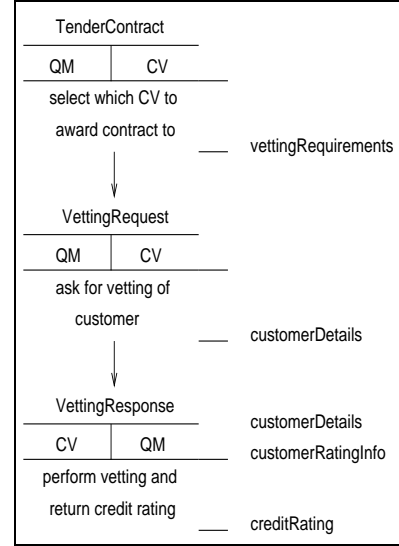 TenderContract
QM CV
select which CV to
award contract to
vettingRequirements
VettingRequest
QM CV
ask for vetting of
customer
customerDetails
VettingResponse
customerDetails
CV QM
customerRatingInfo
perform vetting and
return credit rating
creditRating